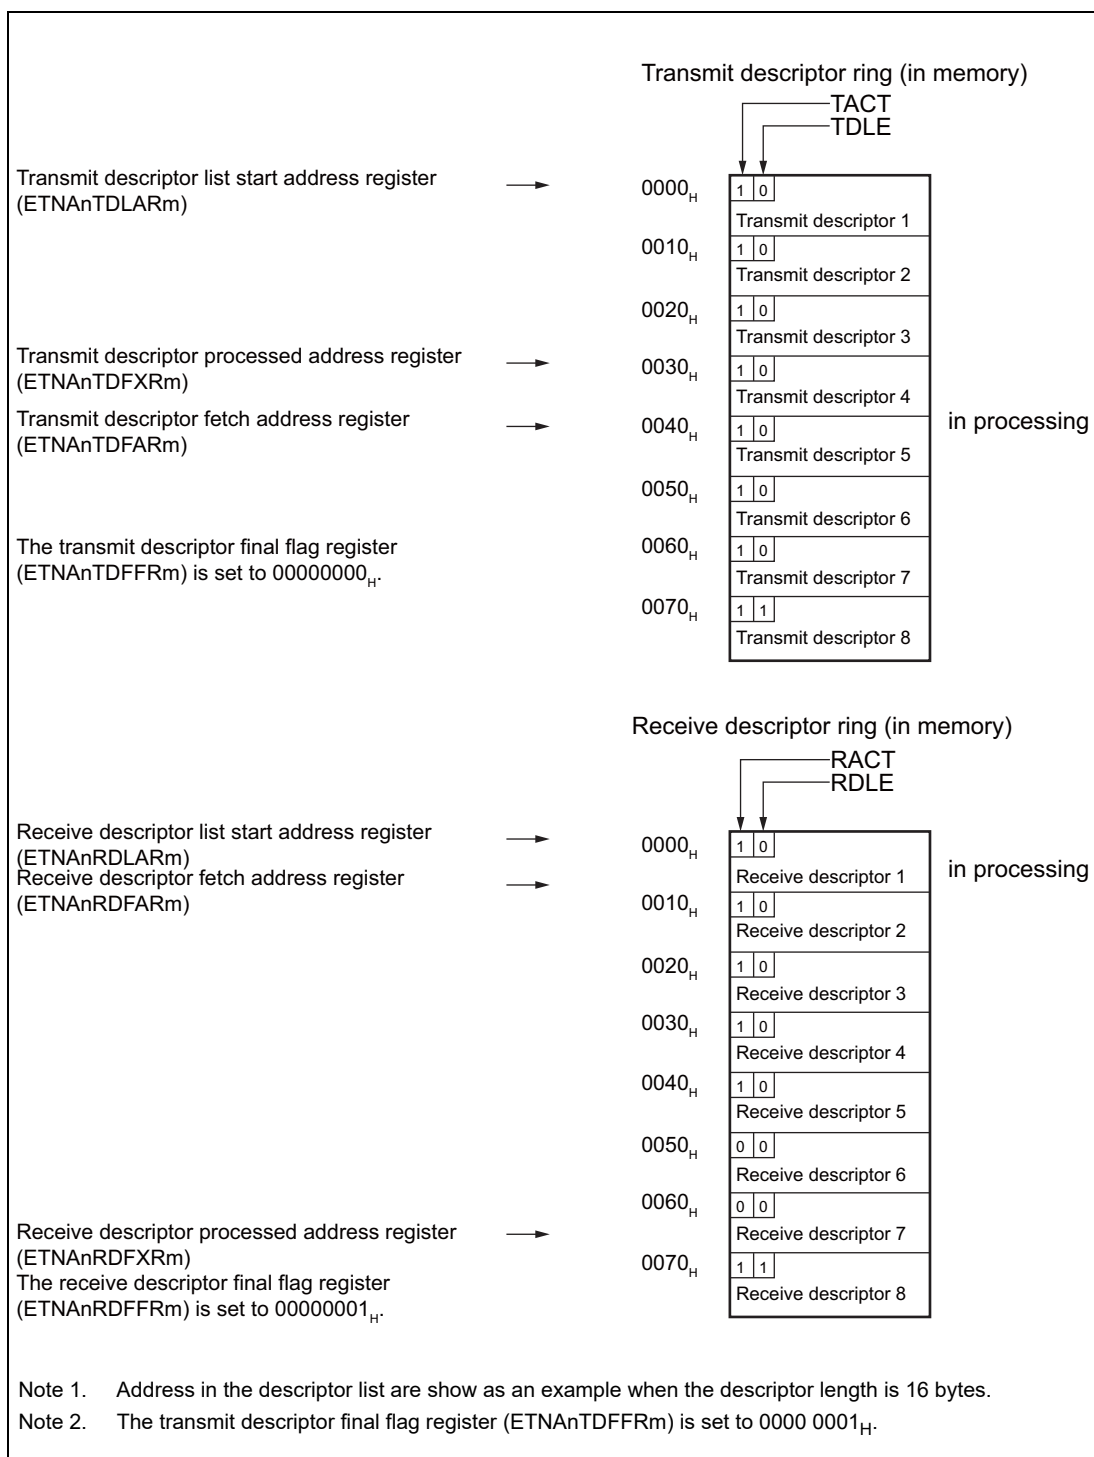 Transmit descriptor ring (in memory)
TACT
TDLE
Transmit descriptor list start address register
(ETNAnTDLARm)
0000H
1 0
Transmit descriptor 1
0010H
1 0
Transmit descriptor 2
0020H
1 0
Transmit descriptor 3
Transmit descriptor processed address register
(ETNAnTDFXRm)
0030H
1 0
Transmit descriptor 4
Transmit descriptor fetch address register
(ETNAnTDFARm)
0040H
1 0
Transmit descriptor 5
in processing
0050H
1 0
Transmit descriptor 6
The transmit descriptor final flag register
(ETNAnTDFFRm) is set to 00000000H.
0060H
1 0
Transmit descriptor 7
0070H
1 1
Transmit descriptor 8
Receive descriptor ring (in memory)
RACT
RDLE
Receive descriptor list start address register
(ETNAnRDLARm)
0000H
1 0
Receive descriptor 1
in processing
Receive descriptor fetch address register
(ETNAnRDFARm)
0010H
1 0
Receive descriptor 2
0020H
1 0
Receive descriptor 3
0030H
1 0
Receive descriptor 4
0040H
1 0
Receive descriptor 5
0050H
0 0
Receive descriptor 6
0060H
0 0
Receive descriptor 7
Receive descriptor processed address register
(ETNAnRDFXRm)
0070H
1 1
Receive descriptor 8
The receive descriptor final flag register
(ETNAnRDFFRm) is set to 00000001H.
Note 1. Address in the descriptor list are show as an example when the descriptor length is 16 bytes.
Note 2. The transmit descriptor final flag register (ETNAnTDFFRm) is set to 0000 0001H.